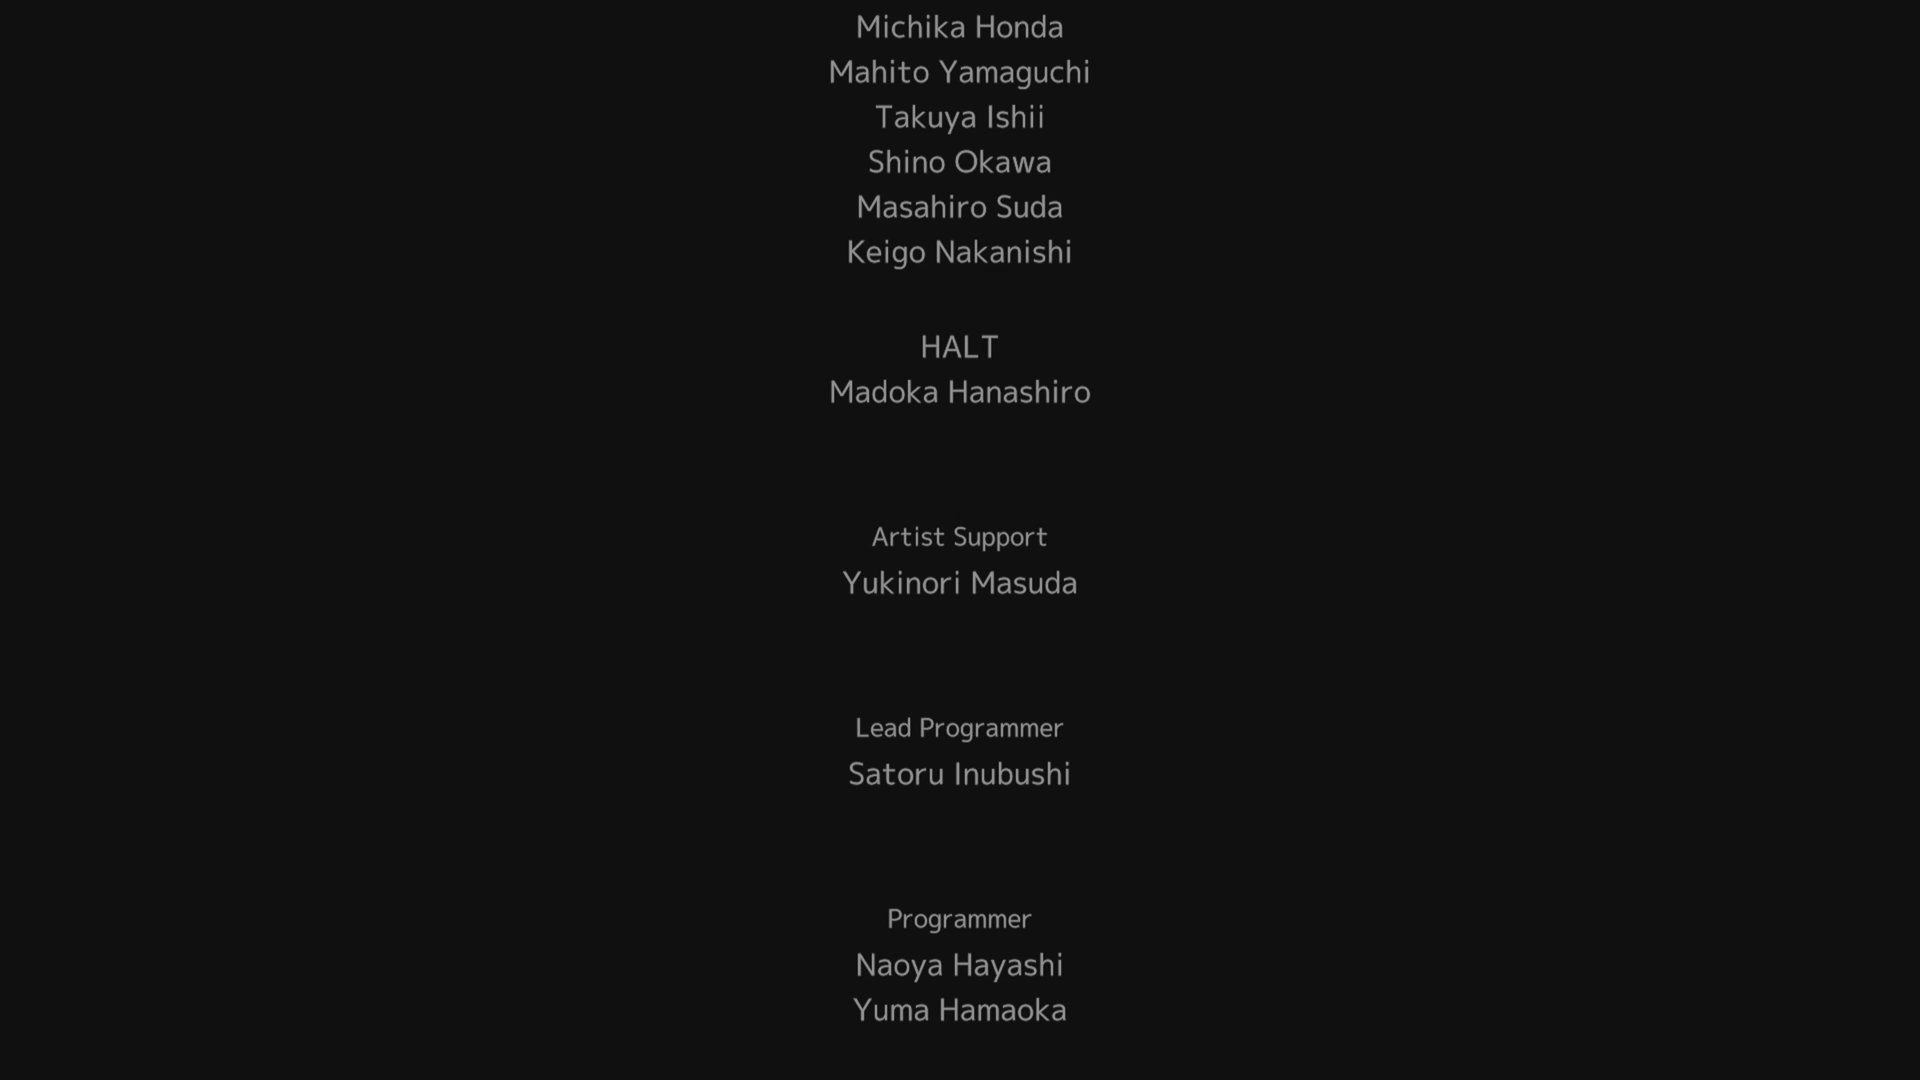 Michika Honda
Mahito Yamaguchi
Takuya Ishii
Shino Okawa
Masahiro Suda
Keigo Nakanishi
HALT
Madoka Hanashiro
Artist Support
Yukinori Masuda
Lead Programmer
Satoru Inubushi
Programmer
Naoya Hayashi
Yuma Hamaoka